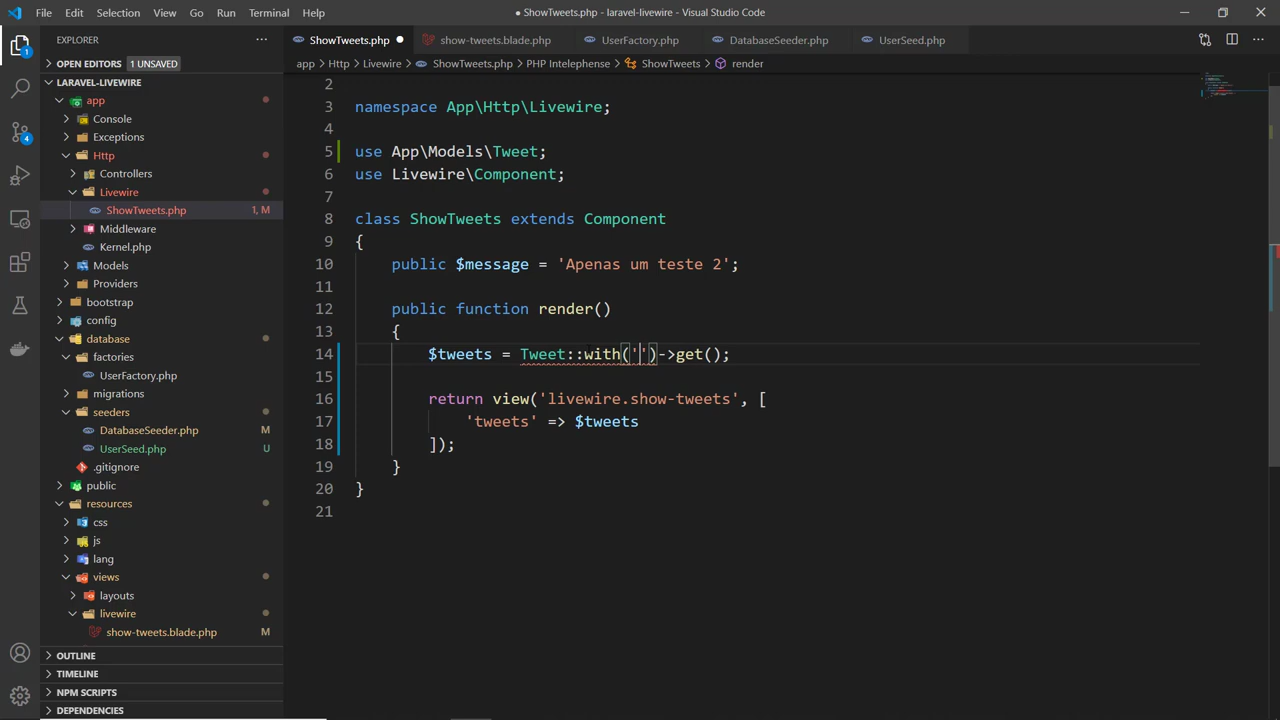 File Edit Selection View Go Run Terminal Help
● ShowTweets.php - laravel-livewire - Visual Studio Code
EXPLORER
ShowTweets.php
show-tweets.blade.php
UserFactory.php
DatabaseSeeder.php
UserSeed.php
app > Http > Livewire > ShowTweets.php > PHP Intelephense > ShowTweets > render
OPEN EDITORS 1 UNSAVED
LARAVEL-LIVEWIRE
app
Console
Exceptions
Http
Controllers
Livewire
ShowTweets.php 1, M
Middleware
Kernel.php
Models
Providers
bootstrap
config
database
factories
UserFactory.php
migrations
seeders
DatabaseSeeder.php M
UserSeed.php U
.gitignore
public
resources
css
js
lang
views
layouts
livewire
show-tweets.blade.php M
OUTLINE
TIMELINE
NPM SCRIPTS
DEPENDENCIES
1
4
2
3 namespace App\Http\Livewire;
4
5 use App\Models\Tweet;
6 use Livewire\Component;
7
8 class ShowTweets extends Component
9 {
10 public $message = 'Apenas um teste 2';
11
12 public function render()
13 {
14 $tweets = Tweet::with('')->get();
15
16 return view('livewire.show-tweets', [
17 'tweets' => $tweets
18 ]);
19 }
20 }
21